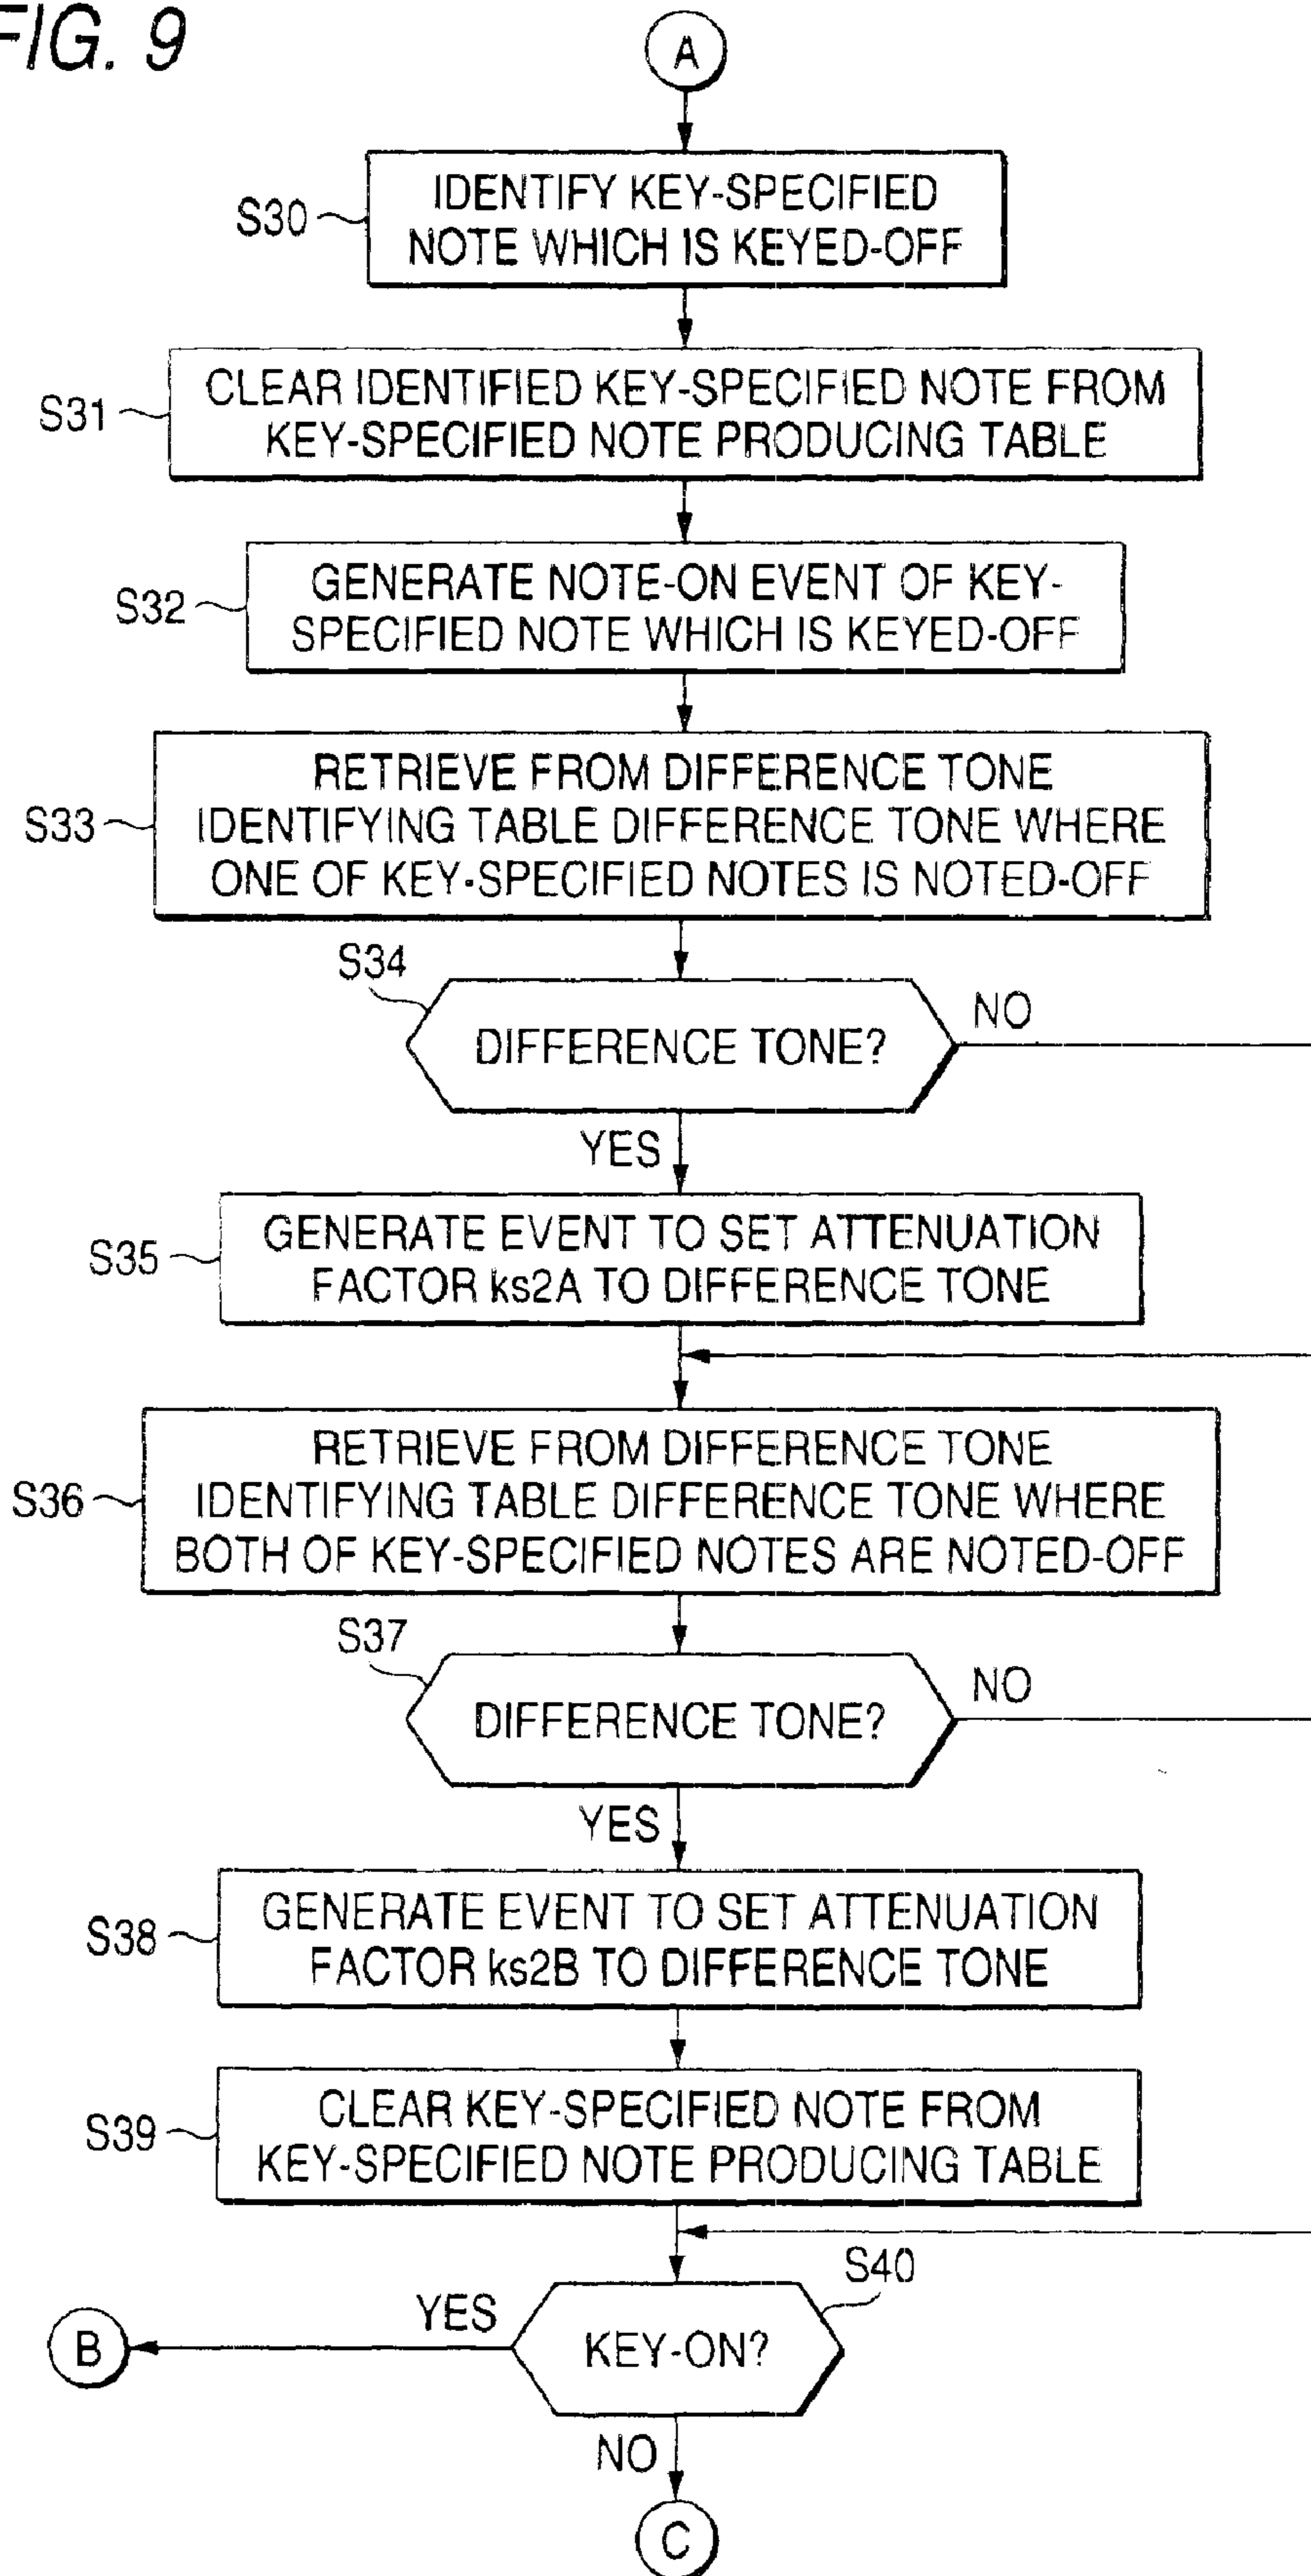 FIG. 9
A
S30
IDENTIFY KEY-SPECIFIED
NOTE WHICH IS KEYED-OFF
S31
CLEAR IDENTIFIED KEY-SPECIFIED NOTE FROM
KEY-SPECIFIED NOTE PRODUCING TABLE
S32
GENERATE NOTE-ON EVENT OF KEY-
SPECIFIED NOTE WHICH IS KEYED-OFF
S33
RETRIEVE FROM DIFFERENCE TONE
IDENTIFYING TABLE DIFFERENCE TONE WHERE
ONE OF KEY-SPECIFIED NOTES IS NOTED-OFF
S34
DIFFERENCE TONE?
NO
YES
S35
GENERATE EVENT TO SET ATTENUATION
FACTOR ks2A TO DIFFERENCE TONE
S36
RETRIEVE FROM DIFFERENCE TONE
IDENTIFYING TABLE DIFFERENCE TONE WHERE
BOTH OF KEY-SPECIFIED NOTES ARE NOTED-OFF
S37
DIFFERENCE TONE?
NO
YES
S38
GENERATE EVENT TO SET ATTENUATION
FACTOR ks2B TO DIFFERENCE TONE
S39
CLEAR KEY-SPECIFIED NOTE FROM
KEY-SPECIFIED NOTE PRODUCING TABLE
S40
KEY-ON?
YES
B
NO
C